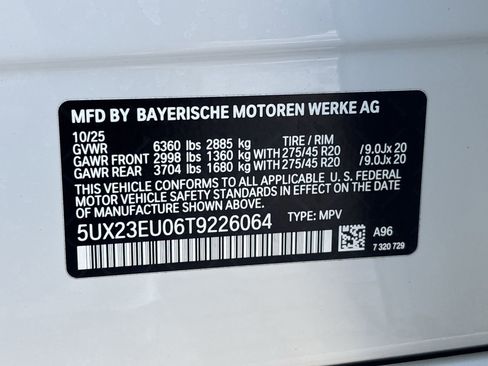 MFD BY BAYERISCHE MOTOREN WERKE AG
10/25
GVWR 6360 lbs 2885 kg TIRE / RIM
GAWR FRONT 2998 lbs 1360 kg WITH 275/45 R20 /9.0Jx 20
GAWR REAR 3704 lbs 1680 kg WITH 275/45 R20 /9.0Jx 20
THIS VEHICLE CONFORMS TO ALL APPLICABLE U. S. FEDERAL
MOTOR VEHICLE SAFETY STANDARDS IN EFFECT ON THE
DATE OF MANUFACTURE SHOWN ABOVE.
5UX23EU06T9226064 TYPE: MPV
A96
7 320 729